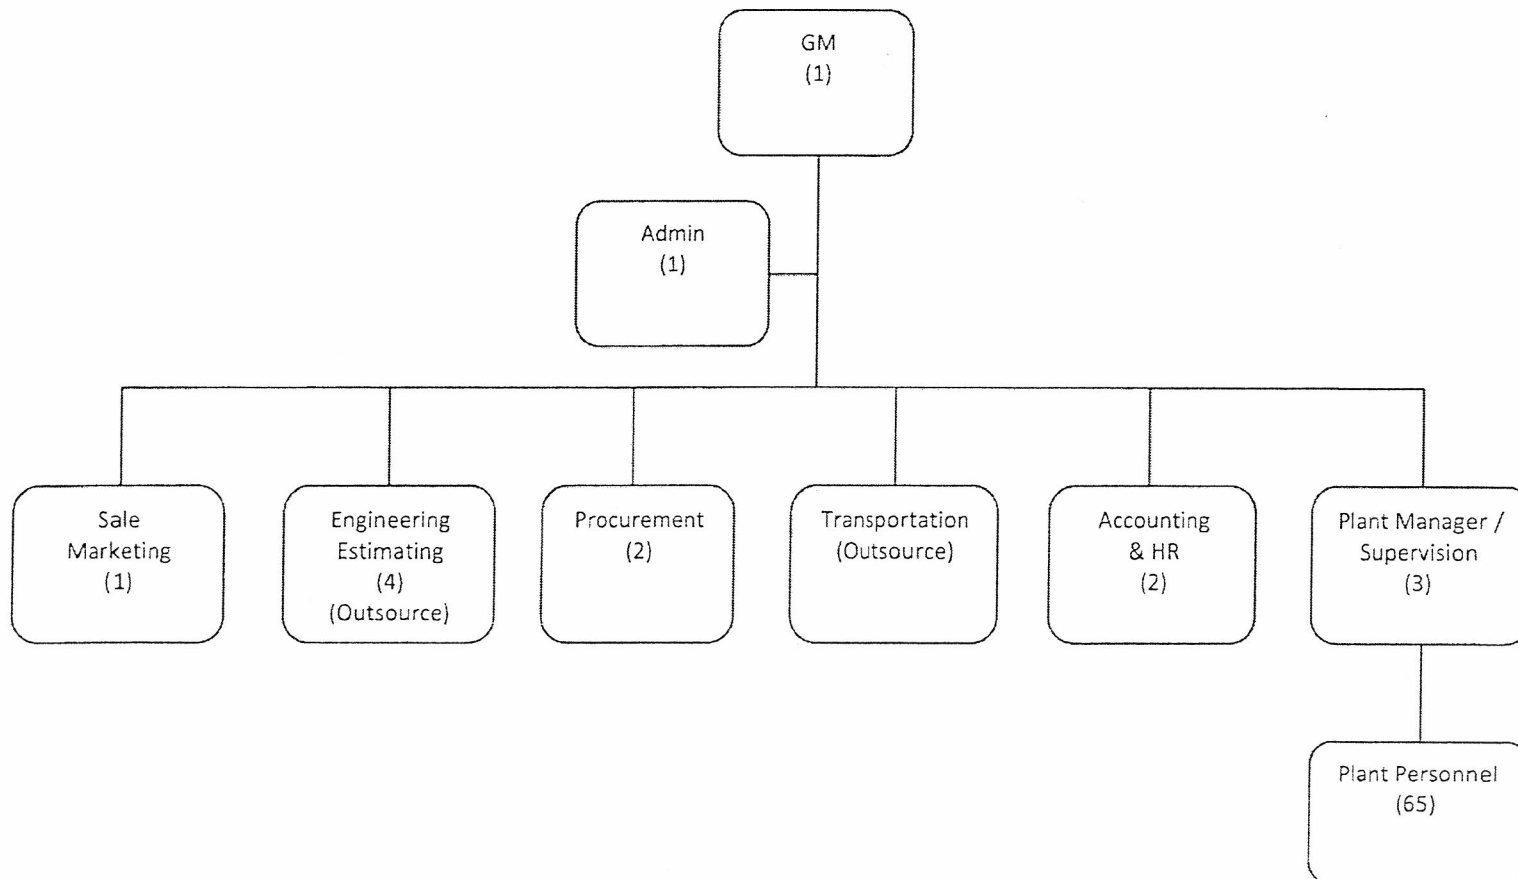 GM
(1)
Admin
(1)
Sale
Marketing
(1)
Engineering
Estimating
(4)
(Outsource)
Procurement
(2)
Transportation
(Outsource)
Accounting
& HR
(2)
Plant Manager /
Supervision
(3)
Plant Personnel
(65)